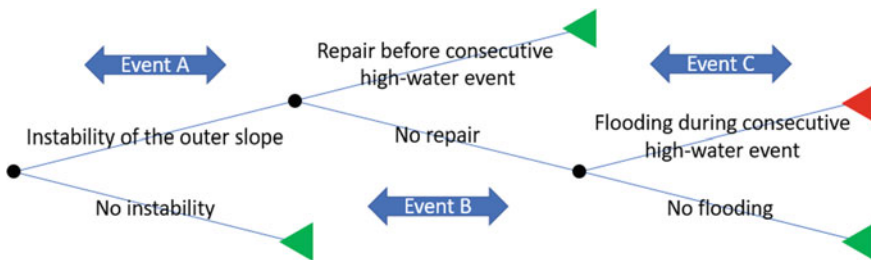 Event A
Repair before consecutive
high-water event
Event C
Instability of the outer slope
No repair
Flooding during consecutive
high-water event
No instability
Event B
No flooding